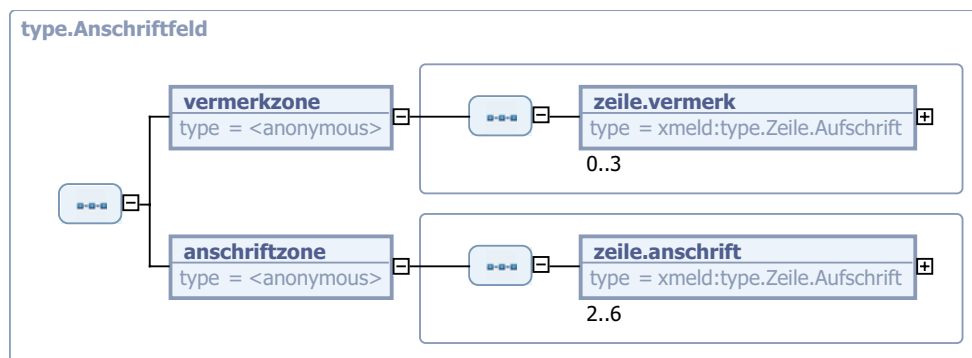 type.Anschriftfeld
vermerkzone
type = <anonymous>
zeile.vermerk
type = xmeld:type.Zeile.Aufschrift
0..3
anschriftzone
type = <anonymous>
zeile.anschrift
type = xmeld:type.Zeile.Aufschrift
2..6